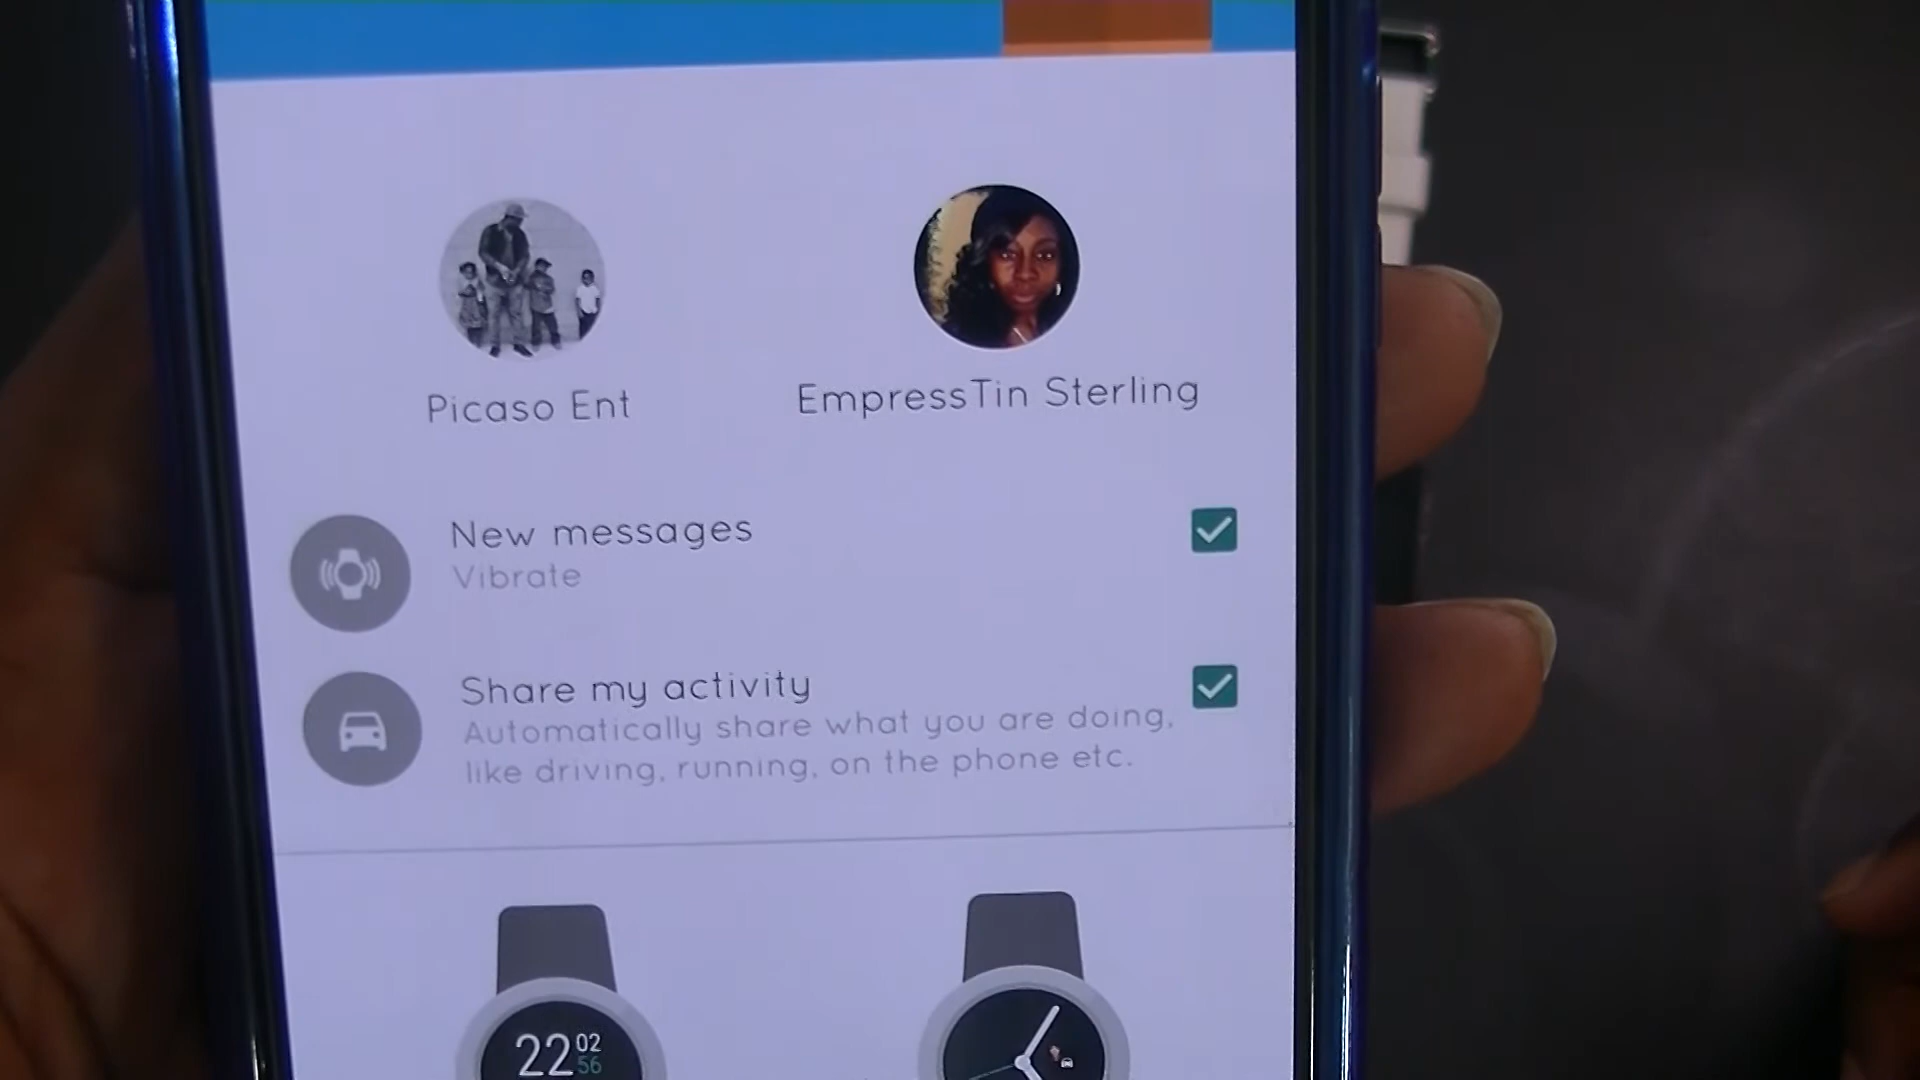 Picaso Ent
EmpressTin Sterling
New messages
Vibrate
Share my activity
Automatically share what you are doing,
like driving, running, on the phone etc.
22 02
56